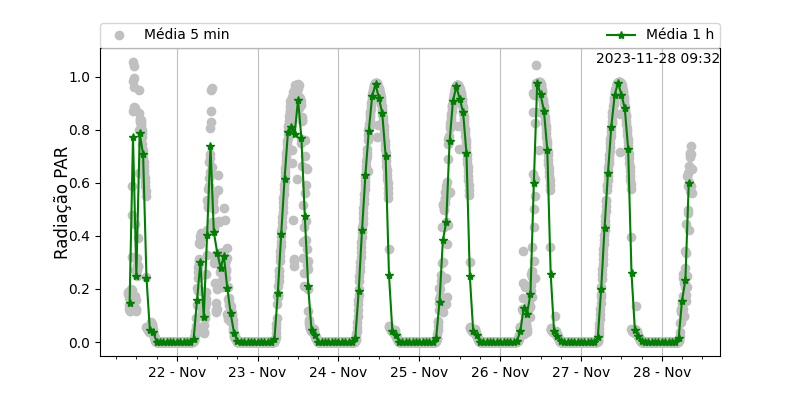 Média 5 min
Média 1 h
2023-11-28 09:32
Radiação PAR
1.0
0.8
0.6
0.4
0.2
0.0
22 - Nov
23 - Nov
24 - Nov
25 - Nov
26 - Nov
27 - Nov
28 - Nov